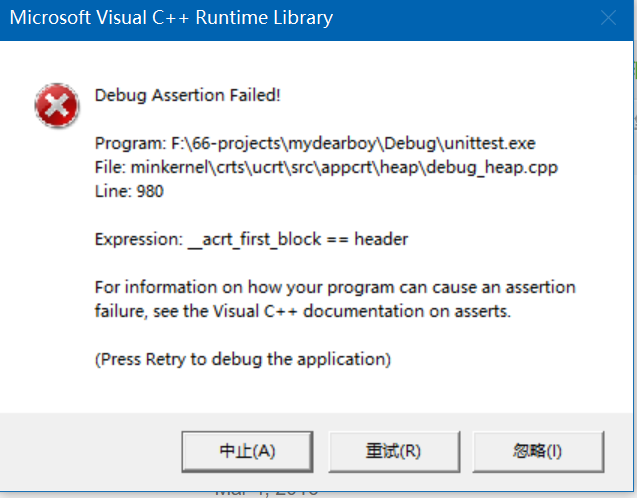 Microsoft Visual C++ Runtime Library
Debug Assertion Failed!
Program: F:\66-projects\mydearboy\Debug\unittest.exe
File: minkernel\crts\ucrt\src\appcrt\heap\debug_heap.cpp
Line: 980
Expression: __acrt_first_block == header
For information on how your program can cause an assertion
failure, see the Visual C++ documentation on asserts.
(Press Retry to debug the application)
中止(A) 重试(R) 忽略(I)